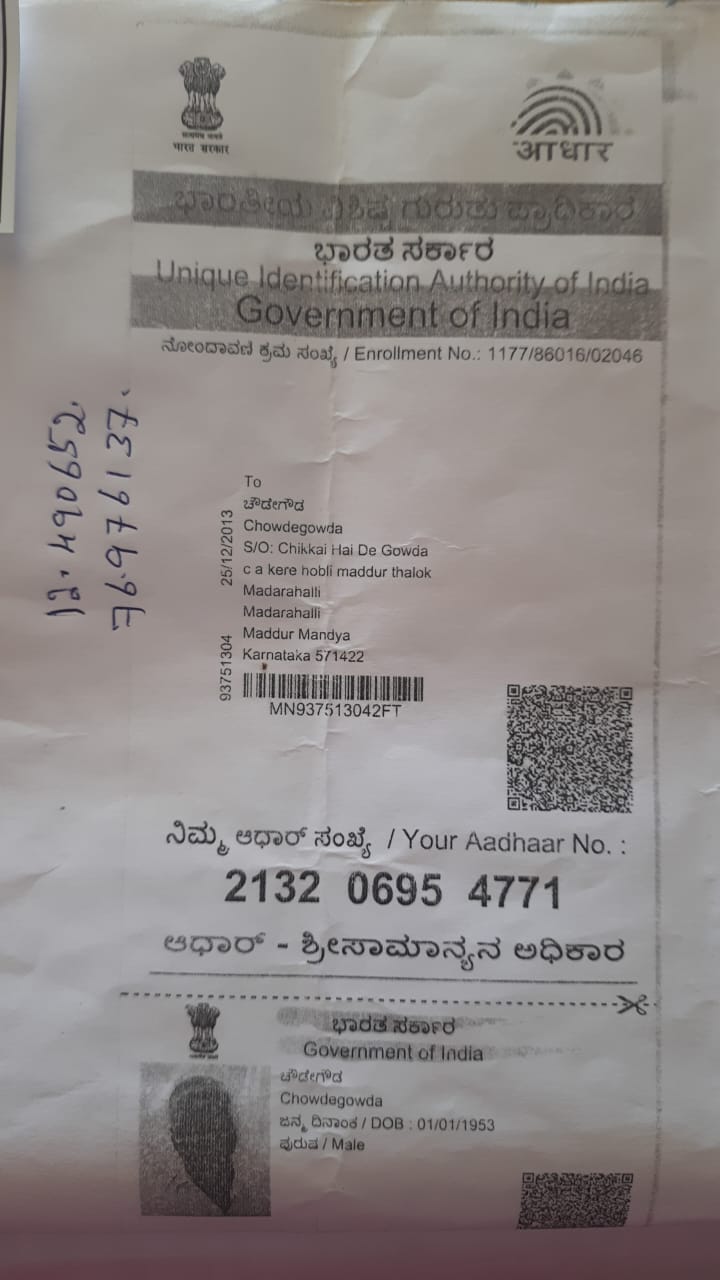 सत्यमेव जयते
भारत सरकार
आधार
ಭಾರತೀಯ ವಿಶಿಷ್ಟ ಗುರುತು ಪ್ರಾಧಿಕಾರ
ಭಾರತ ಸರ್ಕಾರ
Unique Identification Authority of India
Government of India
ನೋಂದಾವಣಿ ಕ್ರಮ ಸಂಖ್ಯೆ / Enrollment No.: 1177/86016/02046
12.490652.
76.976137.
To
ಚೌಡೇಗೌಡ
Chowdegowda
S/O: Chikkai Hai De Gowda
c a kere hobli maddur thalok
Madarahalli
Madarahalli
Maddur Mandya
Karnataka 571422
25/12/2013
93751304
MN937513042FT
ನಿಮ್ಮ ಆಧಾರ್ ಸಂಖ್ಯೆ / Your Aadhaar No. :
2132 0695 4771
ಆಧಾರ್ - ಶ್ರೀಸಾಮಾನ್ಯನ ಅಧಿಕಾರ
ಭಾರತ ಸರ್ಕಾರ
Government of India
ಚೌಡೇಗೌಡ
Chowdegowda
ಜನ್ಮ ದಿನಾಂಕ / DOB : 01/01/1953
ಪುರುಷ / Male